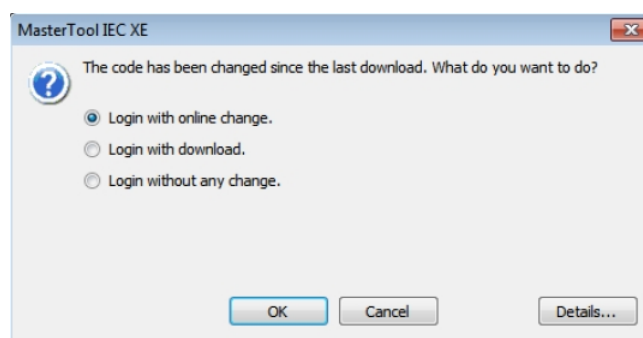 MasterTool IEC XE
The code has been changed since the last download. What do you want to do?
Login with online change.
Login with download.
Login without any change.
OK Cancel Details...